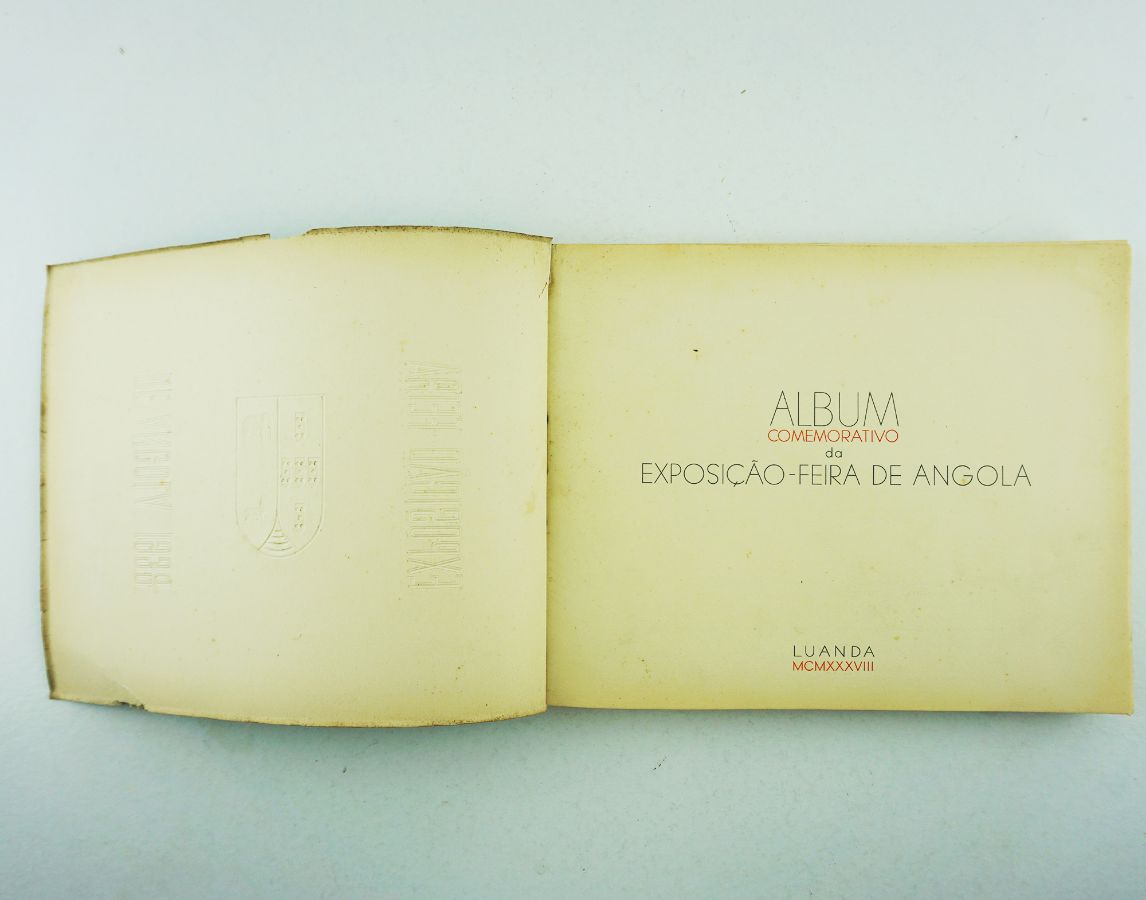 ALBUM
COMEMORATIVO
da
EXPOSIÇÃO-FEIRA DE ANGOLA
LUANDA
MCMXXXVIII